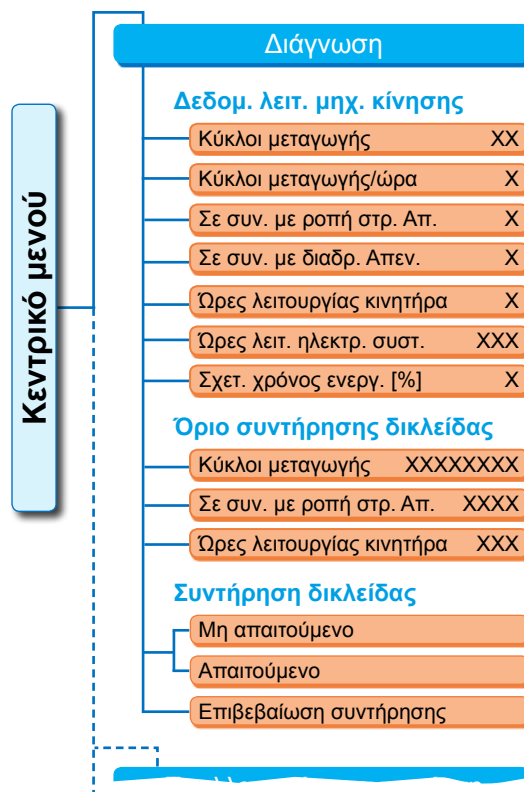 Κεντρικό μενού
Διάγνωση
Δεδομ. λειτ. μηχ. κίνησης
Κύκλοι μεταγωγής XX
Κύκλοι μεταγωγής/ώρα X
Σε συν. με ροπή στρ. Απ. X
Σε συν. με διαδρ. Απεν. X
Ώρες λειτουργίας κινητήρα X
Ώρες λειτ. ηλεκτρ. συστ. XXX
Σχετ. χρόνος ενεργ. [%] X
Όριο συντήρησης δικλείδας
Κύκλοι μεταγωγής XXXXXXXX
Σε συν. με ροπή στρ. Απ. XXXX
Ώρες λειτουργίας κινητήρα XXX
Συντήρηση δικλείδας
Μη απαιτούμενο
Απαιτούμενο
Επιβεβαίωση συντήρησης